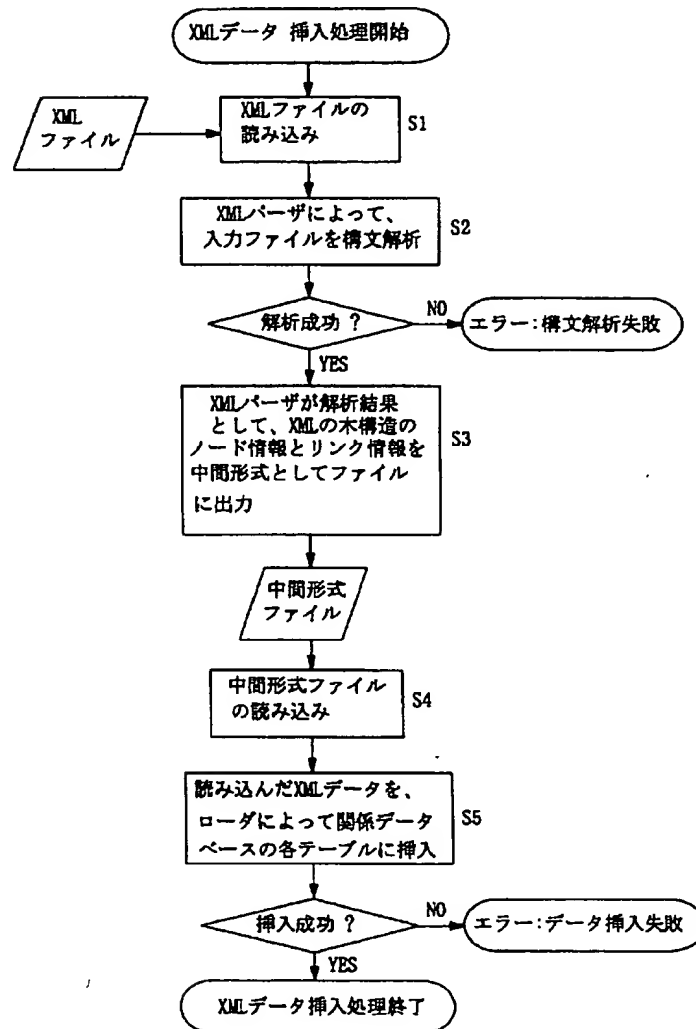 XMLデータ 挿入処理開始
XML
ファイル
XMLファイルの
読み込み
S1
XMLパーザによって、
入力ファイルを構文解析
S2
解析成功 ?
NO
エラー:構文解析失敗
YES
XMLパーザが解析結果
として、XMLの木構造の
ノード情報とリンク情報を
中間形式としてファイル
に出力
S3
中間形式
ファイル
中間形式ファイル
の読み込み
S4
読み込んだXMLデータを、
ローダによって関係データ
ベースの各テーブルに挿入
S5
挿入成功 ?
NO
エラー:データ挿入失敗
YES
XMLデータ挿入処理終了